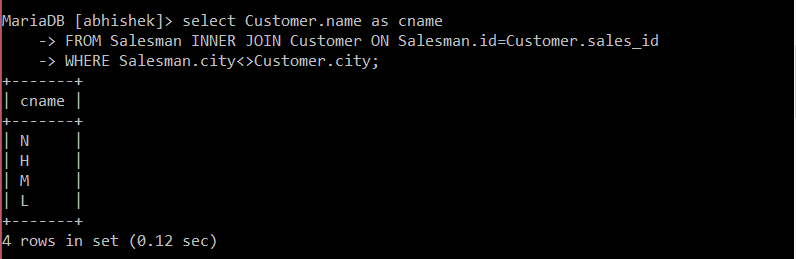 MariaDB [abhishek]> select Customer.name as cname
    -> FROM Salesman INNER JOIN Customer ON Salesman.id=Customer.sales_id
    -> WHERE Salesman.city<>Customer.city;
+-------+
| cname |
+-------+
| N     |
| H     |
| M     |
| L     |
+-------+
4 rows in set (0.12 sec)